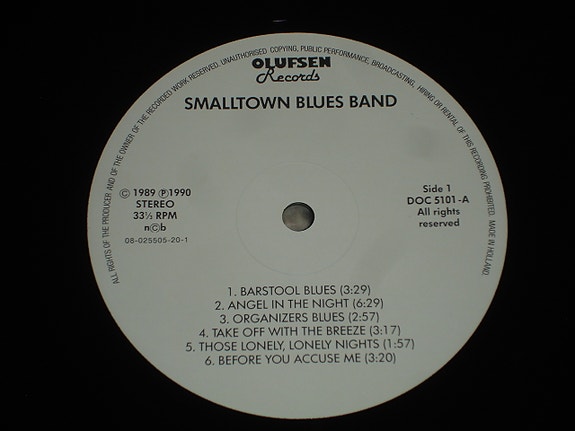 ALL RIGHTS OF THE PRODUCER AND OF THE OWNER OF THE RECORDED WORK RESERVED. UNAUTHORISED COPYING, PUBLIC PERFORMANCE, BROADCASTING, HIRING OR RENTAL OF THIS RECORDING PROHIBITED. MADE IN HOLLAND
OLUFSEN
Records
SMALLTOWN BLUES BAND
© 1989 ℗ 1990
STEREO
33⅓ RPM
n©b
08-025505-20-1
Side 1
DOC 5101-A
All rights
reserved
1. BARSTOOL BLUES (3:29)
2. ANGEL IN THE NIGHT (6:29)
3. ORGANIZERS BLUES (2:57)
4. TAKE OFF WITH THE BREEZE (3:17)
5. THOSE LONELY, LONELY NIGHTS (1:57)
6. BEFORE YOU ACCUSE ME (3:20)